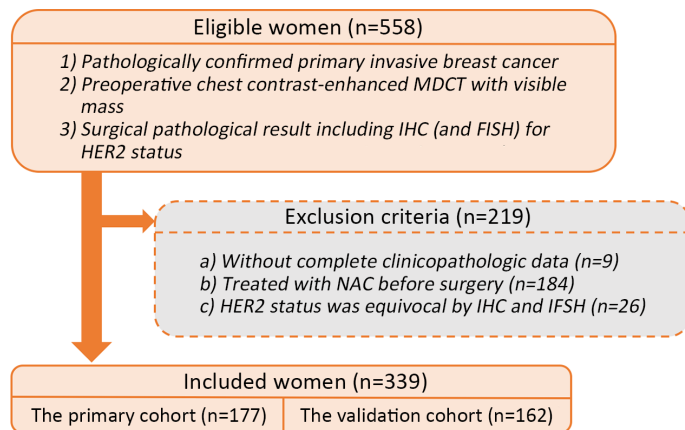 Eligible women (n=558)
1) Pathologically confirmed primary invasive breast cancer
2) Preoperative chest contrast-enhanced MDCT with visible
mass
3) Surgical pathological result including IHC (and FISH) for
HER2 status
Exclusion criteria (n=219)
a) Without complete clinicopathologic data (n=9)
b) Treated with NAC before surgery (n=184)
c) HER2 status was equivocal by IHC and IFSH (n=26)
Included women (n=339)
The primary cohort (n=177)
The validation cohort (n=162)